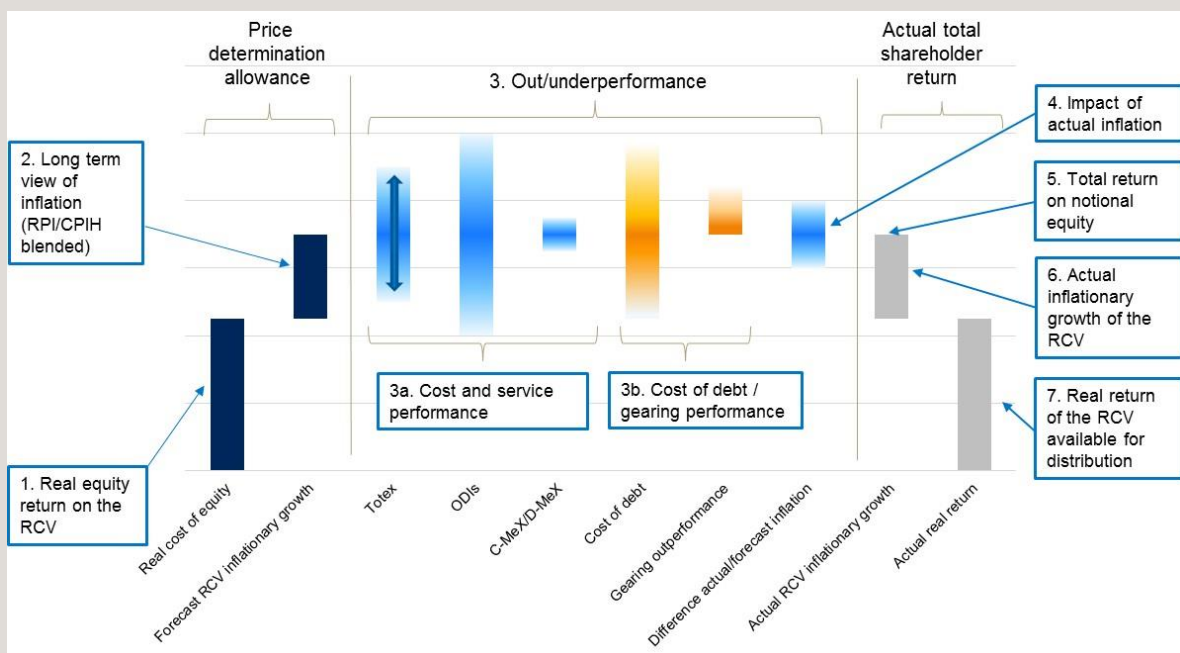 Price
determination
allowance
Actual total
shareholder
return
3. Out/underperformance
4. Impact of
actual inflation
2. Long term
view of
inflation
(RPI/CPIH
blended)
5. Total return
on notional
equity
6. Actual
inflationary
growth of the
RCV
3a. Cost and service
performance
3b. Cost of debt /
gearing performance
7. Real return
of the RCV
available for
distribution
1. Real equity
return on the
RCV
Real cost of equity
Forecast RCV inflationary growth
Totex
ODIs
C-MeX/D-MeX
Cost of debt
Gearing outperformance
Difference actual/forecast inflation
Actual RCV inflationary growth
Actual real return